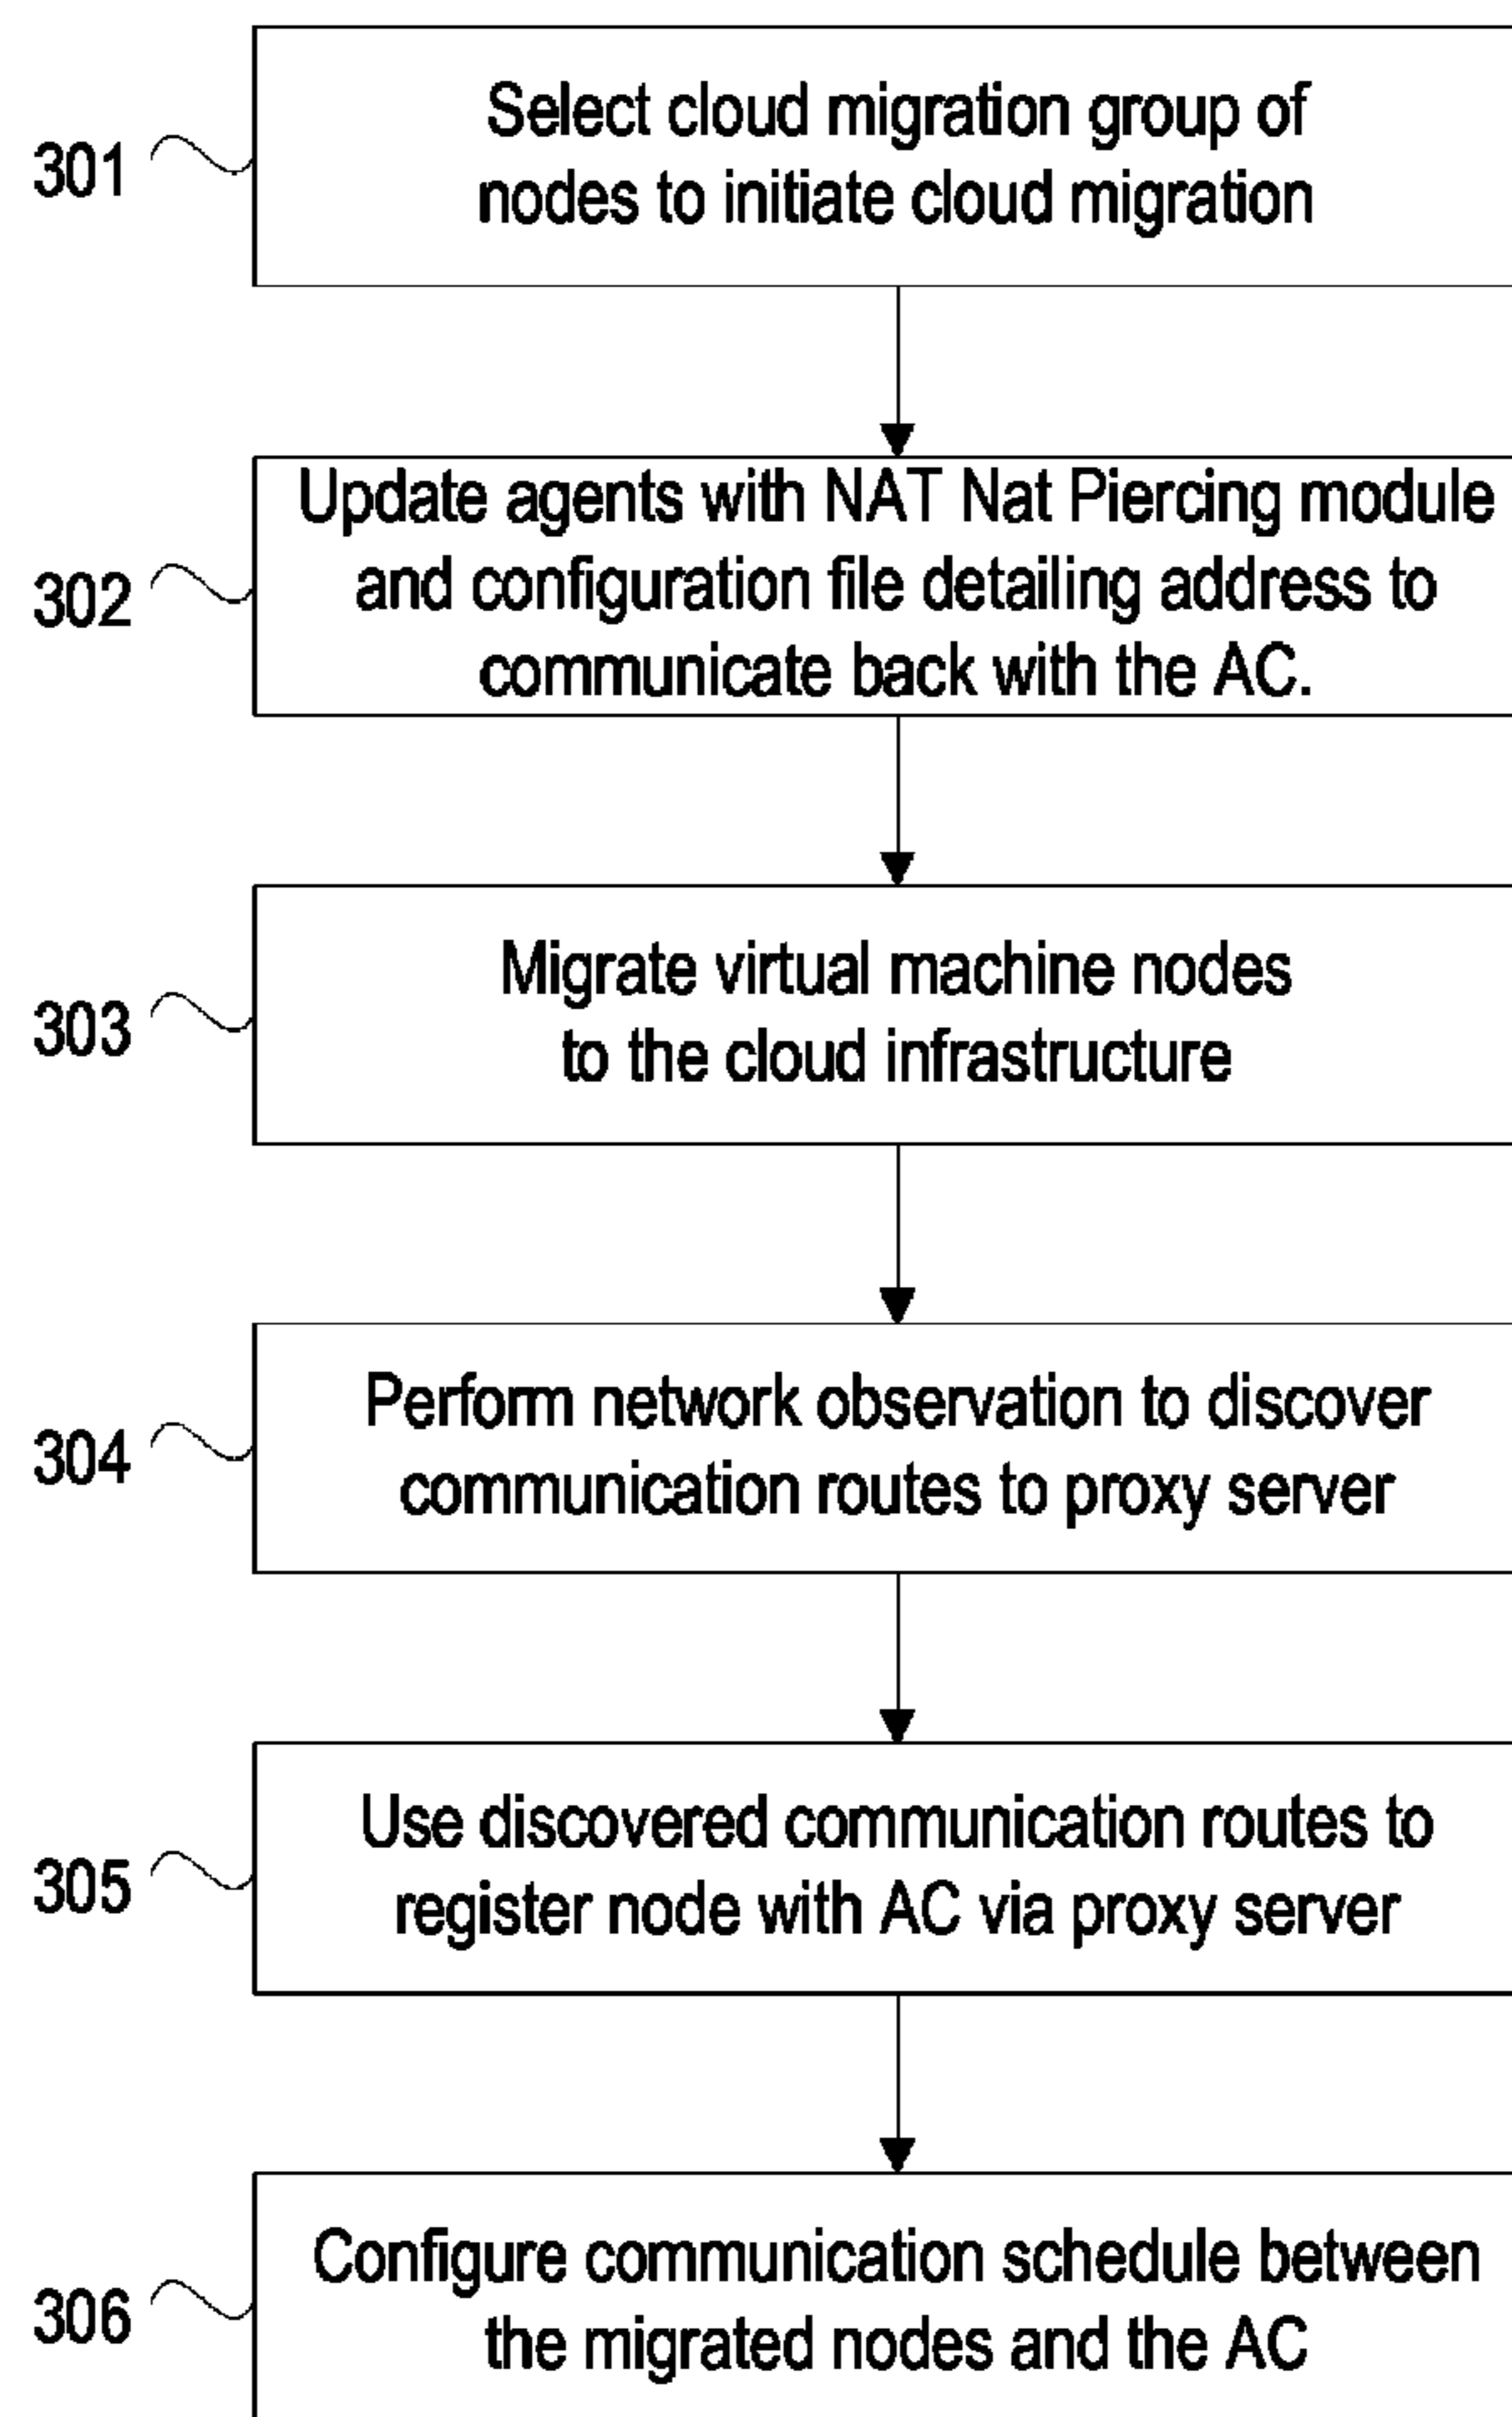 301
Select cloud migration group of
nodes to initiate cloud migration
302
Update agents with NAT Nat Piercing module
and configuration file detailing address to
communicate back with the AC.
303
Migrate virtual machine nodes
to the cloud infrastructure
304
Perform network observation to discover
communication routes to proxy server
305
Use discovered communication routes to
register node with AC via proxy server
306
Configure communication schedule between
the migrated nodes and the AC